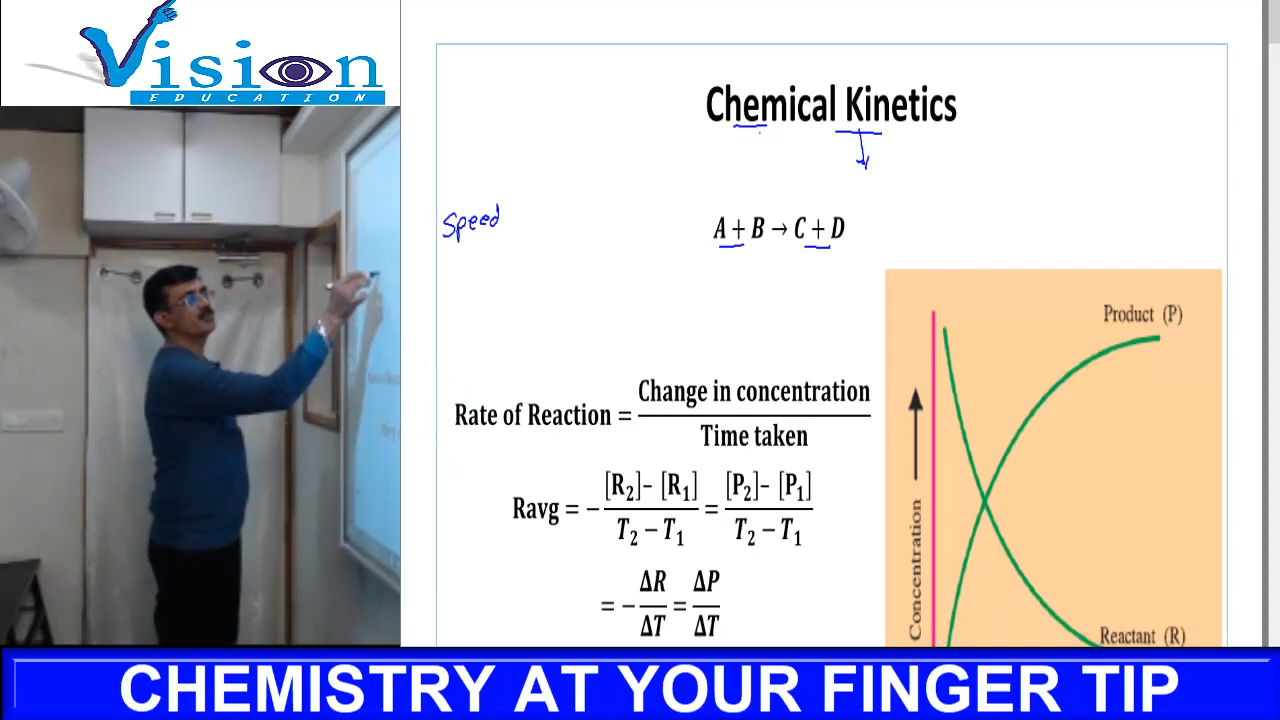 Vision
EDUCATION
Chemical Kinetics
Speed
A + B → C + D
Product (P)
Rate of Reaction = Change in concentration / Time taken
Ravg = − [R₂]− [R₁] / T₂ − T₁ = [P₂]− [P₁] / T₂ − T₁
= − ΔR / ΔT = ΔP / ΔT
Concentration
Reactant (R)
CHEMISTRY AT YOUR FINGER TIP